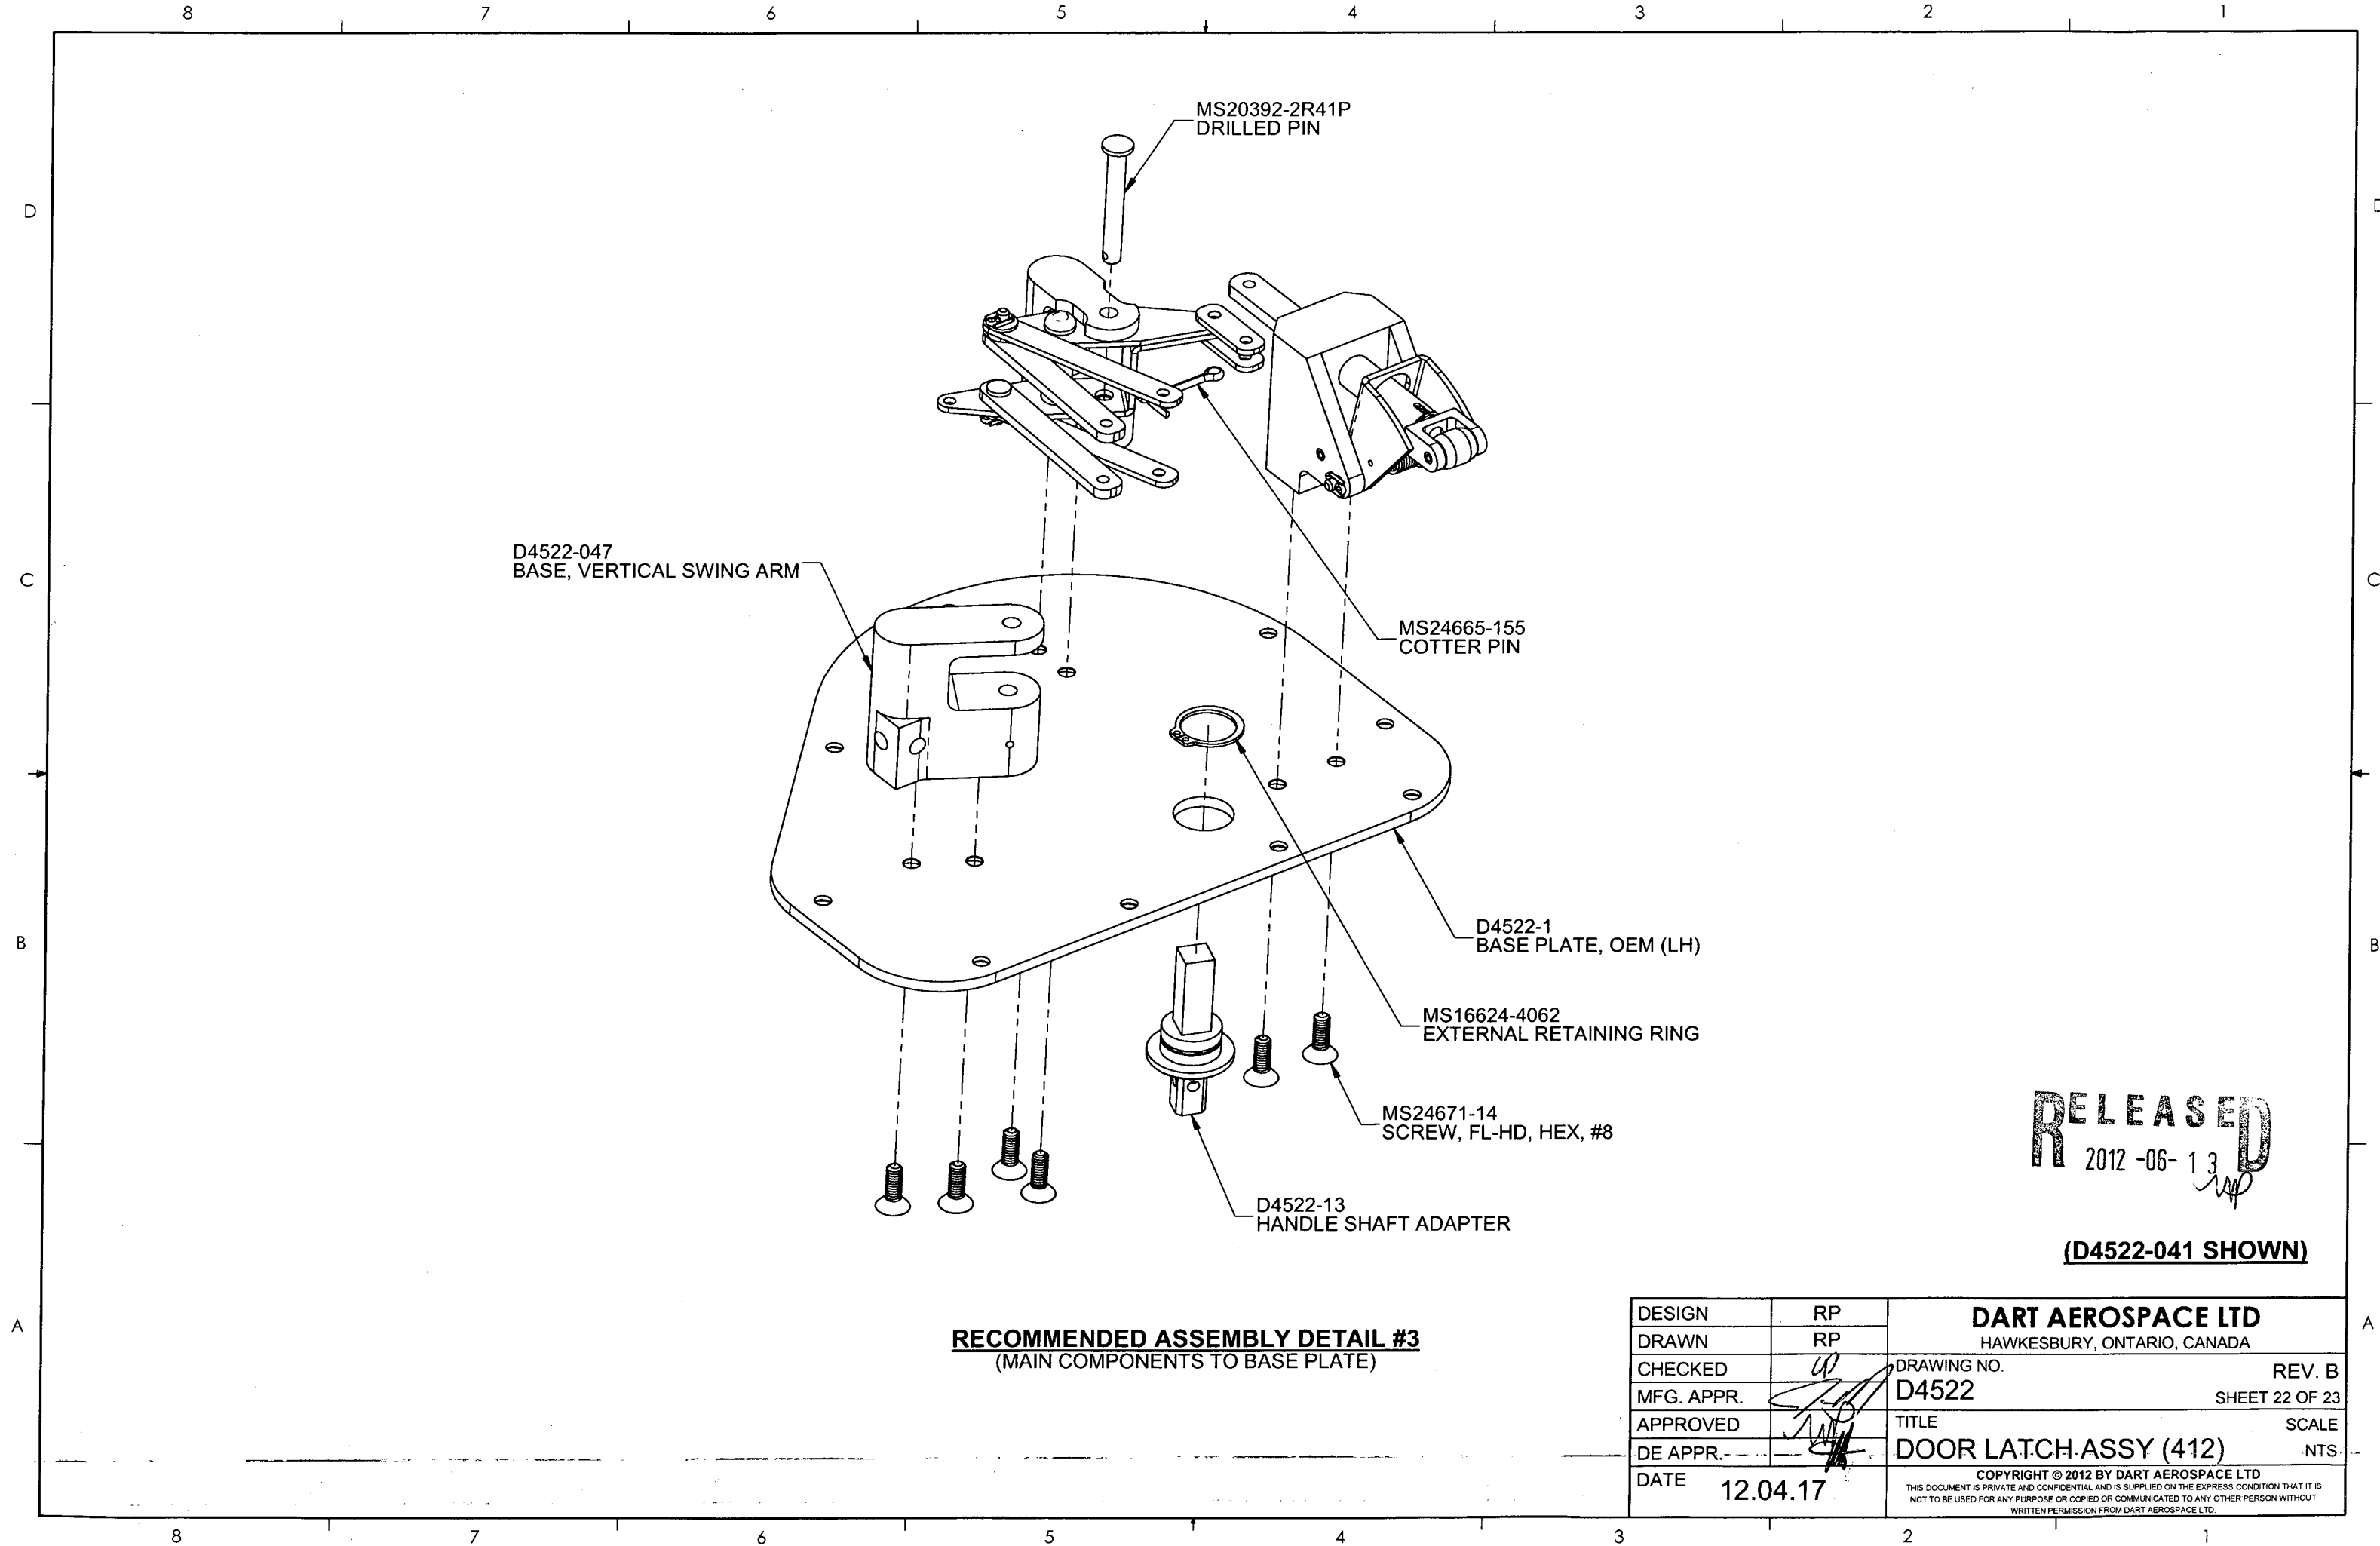 8 7 6 5 4 3 2 1
MS20392-2R41P
DRILLED PIN
D
D
D4522-047
BASE, VERTICAL SWING ARM
C
C
MS24665-155
COTTER PIN
D4522-1
BASE PLATE, OEM (LH)
B
B
MS16624-4062
EXTERNAL RETAINING RING
MS24671-14
SCREW, FL-HD, HEX, #8
D4522-13
HANDLE SHAFT ADAPTER
RELEASED
2012 -06- 13
(D4522-041 SHOWN)
A
A
RECOMMENDED ASSEMBLY DETAIL #3
(MAIN COMPONENTS TO BASE PLATE)
DESIGN RP
DRAWN RP
CHECKED
MFG. APPR.
APPROVED
DE APPR.
DATE 12.04.17
DART AEROSPACE LTD
HAWKESBURY, ONTARIO, CANADA
DRAWING NO. REV. B
D4522 SHEET 22 OF 23
TITLE SCALE
DOOR LATCH ASSY (412) NTS
COPYRIGHT © 2012 BY DART AEROSPACE LTD
THIS DOCUMENT IS PRIVATE AND CONFIDENTIAL AND IS SUPPLIED ON THE EXPRESS CONDITION THAT IT IS
NOT TO BE USED FOR ANY PURPOSE OR COPIED OR COMMUNICATED TO ANY OTHER PERSON WITHOUT
WRITTEN PERMISSION FROM DART AEROSPACE LTD.
8 7 6 5 4 3 2 1